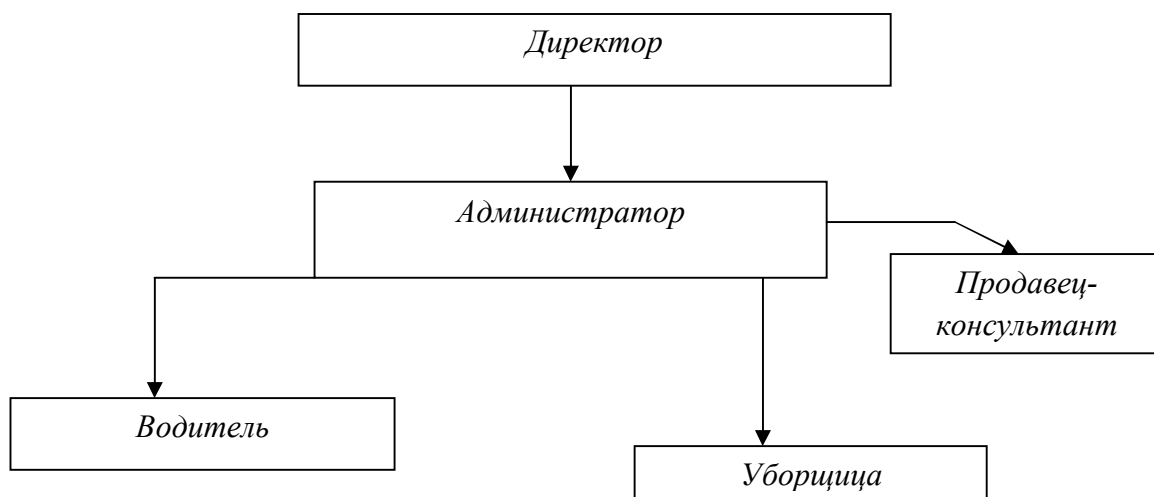 Директор
Администратор
Продавец-
консультант
Водитель
Уборщица